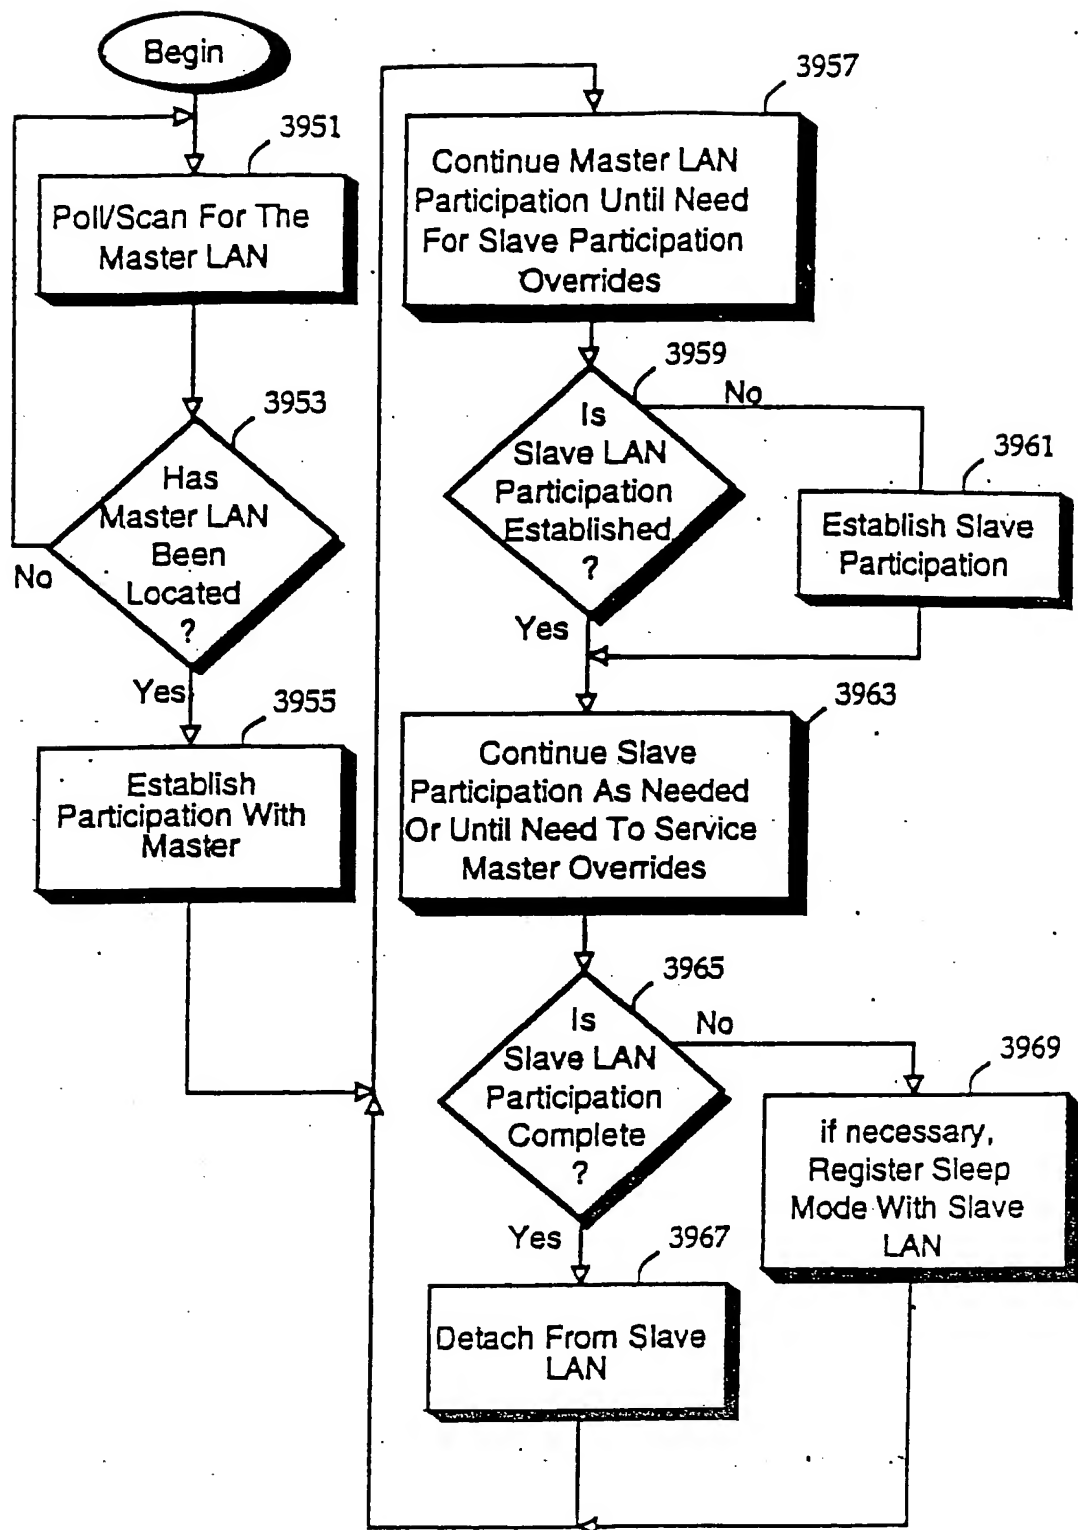 Begin
3951
Poll/Scan For The
Master LAN
3953
Has
Master LAN
Been
Located
?
No
Yes
3955
Establish
Participation With
Master
3957
Continue Master LAN
Participation Until Need
For Slave Participation
Overrides
3959
Is
Slave LAN
Participation
Established
?
No
Yes
3961
Establish Slave
Participation
3963
Continue Slave
Participation As Needed
Or Until Need To Service
Master Overrides
3965
Is
Slave LAN
Participation
Complete
?
No
Yes
3967
Detach From Slave
LAN
3969
if necessary,
Register Sleep
Mode With Slave
LAN